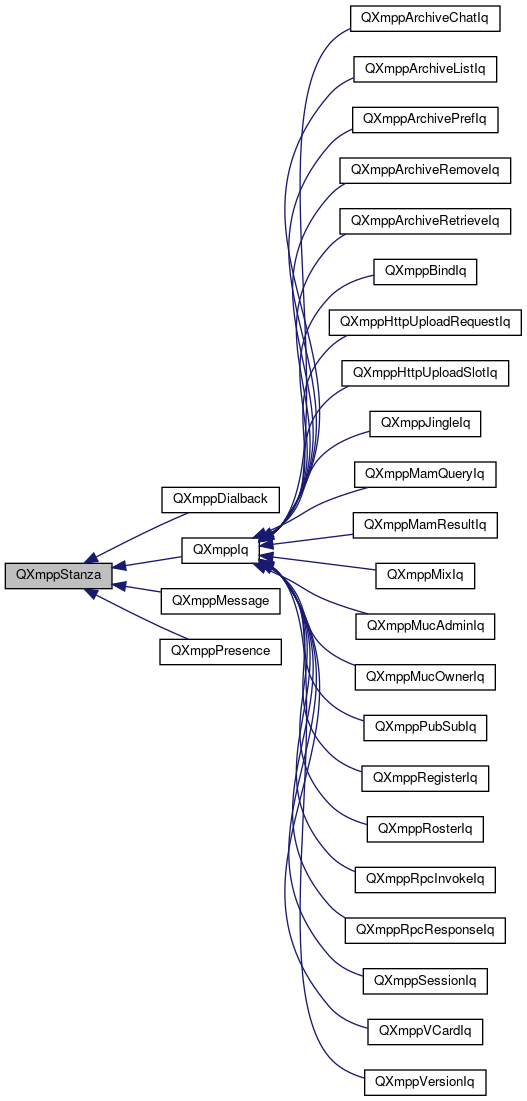 QXmppArchiveChatIq
QXmppArchiveListIq
QXmppArchivePrefIq
QXmppArchiveRemoveIq
QXmppArchiveRetrieveIq
QXmppBindIq
QXmppHttpUploadRequestIq
QXmppHttpUploadSlotIq
QXmppJingleIq
QXmppMamQueryIq
QXmppDialback
QXmppMamResultIq
QXmppIq
QXmppStanza
QXmppMixIq
QXmppMessage
QXmppMucAdminIq
QXmppPresence
QXmppMucOwnerIq
QXmppPubSubIq
QXmppRegisterIq
QXmppRosterIq
QXmppRpcInvokeIq
QXmppRpcResponseIq
QXmppSessionIq
QXmppVCardIq
QXmppVersionIq